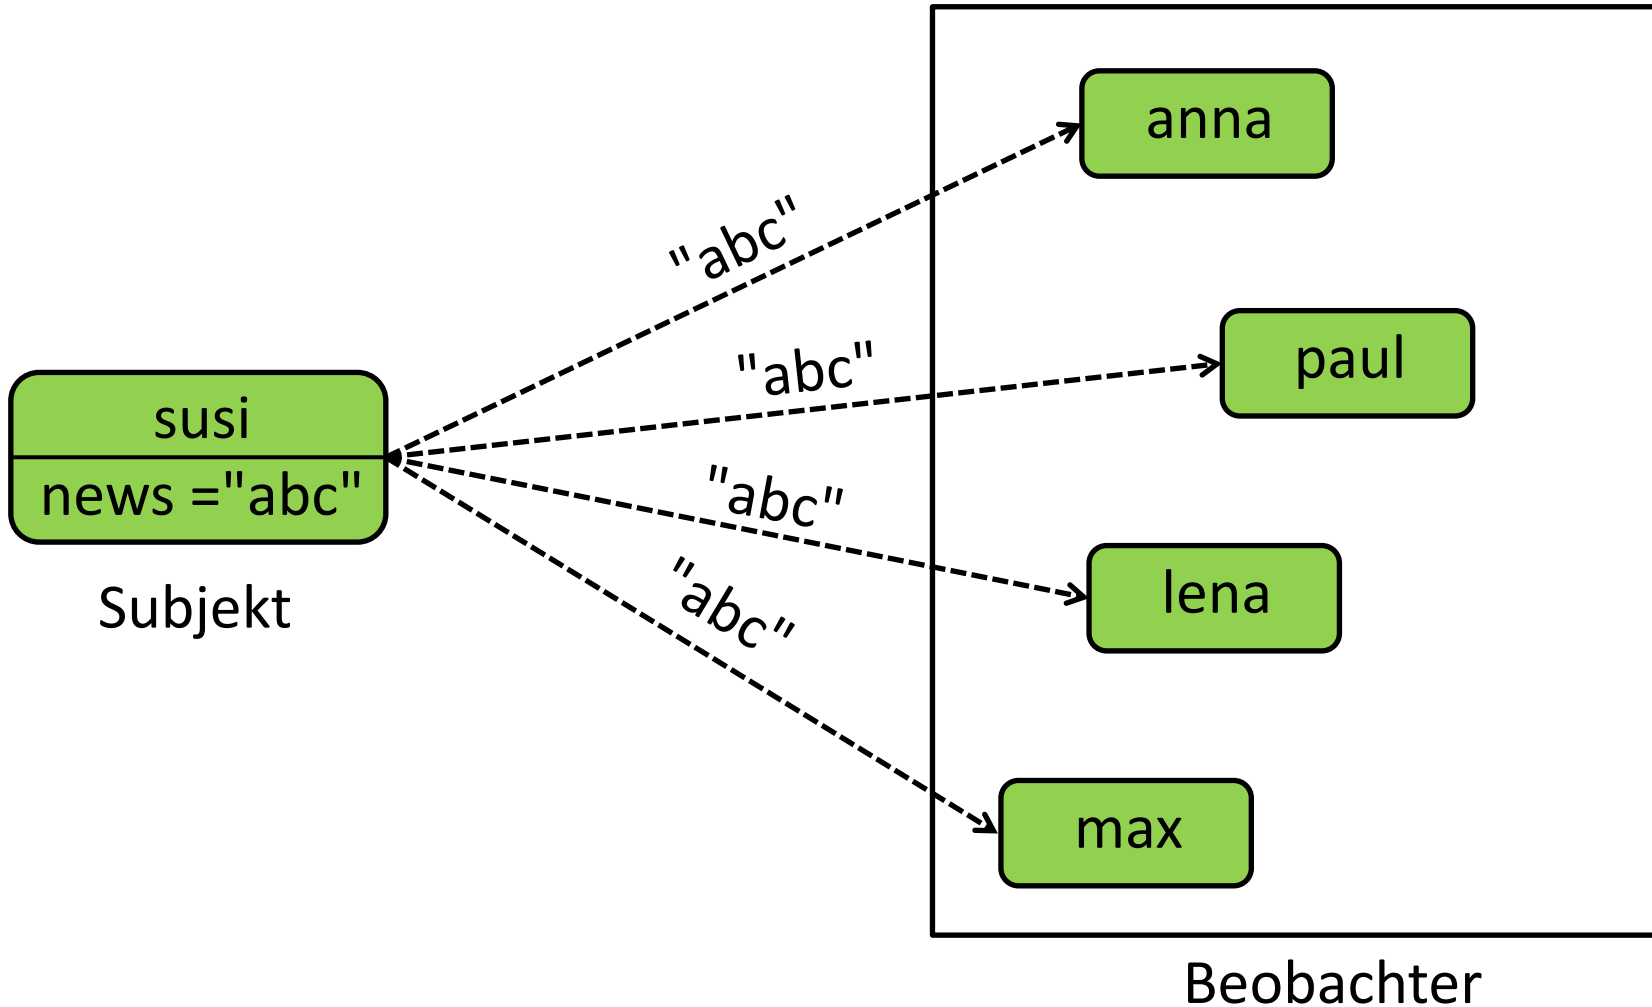 anna
"abc"
paul
"abc"
susi
news ="abc"
"abc"
lena
Subjekt
"abc"
max
Beobachter